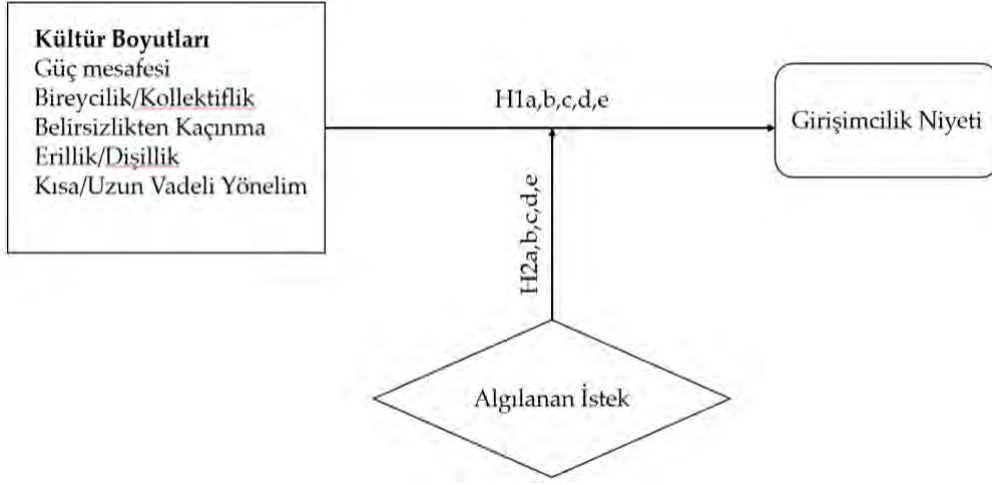 Kültür Boyutları
Güç mesafesi
Bireycilik/Kollektiflik
Belirsizlikten Kaçınma
Erillik/Dişillik
Kısa/Uzun Vadeli Yönelim
H1a,b,c,d,e
Girişimcilik Niyeti
H2a,b,c,d,e
Algılanan İstek